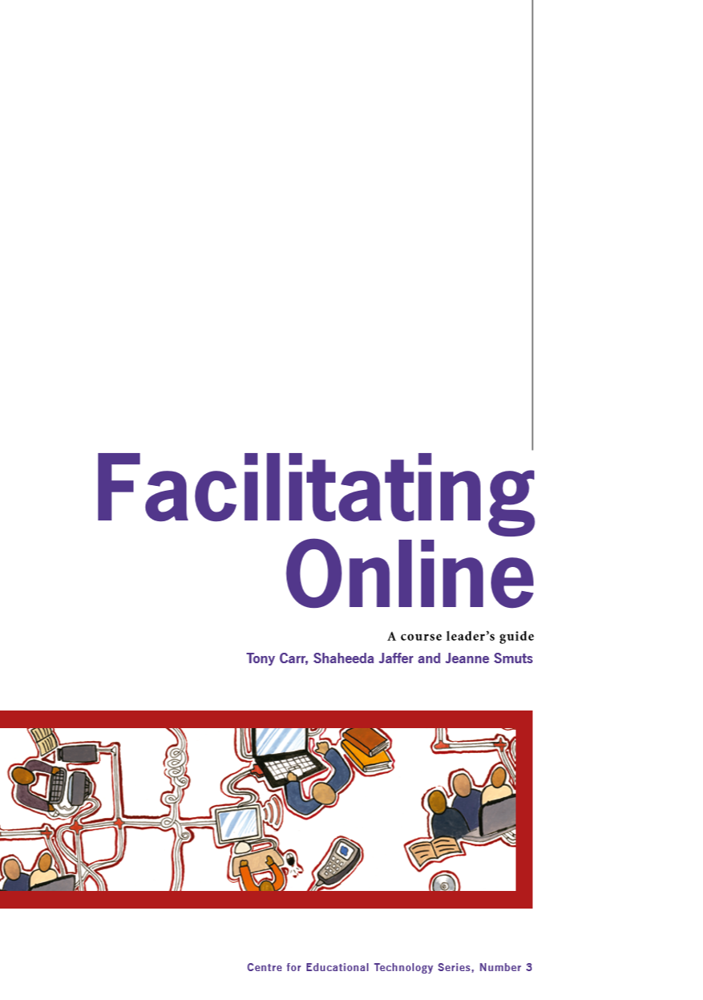 Facilitating
Online
A course leader’s guide
Tony Carr, Shaheeda Jaffer and Jeanne Smuts
Centre for Educational Technology Series, Number 3